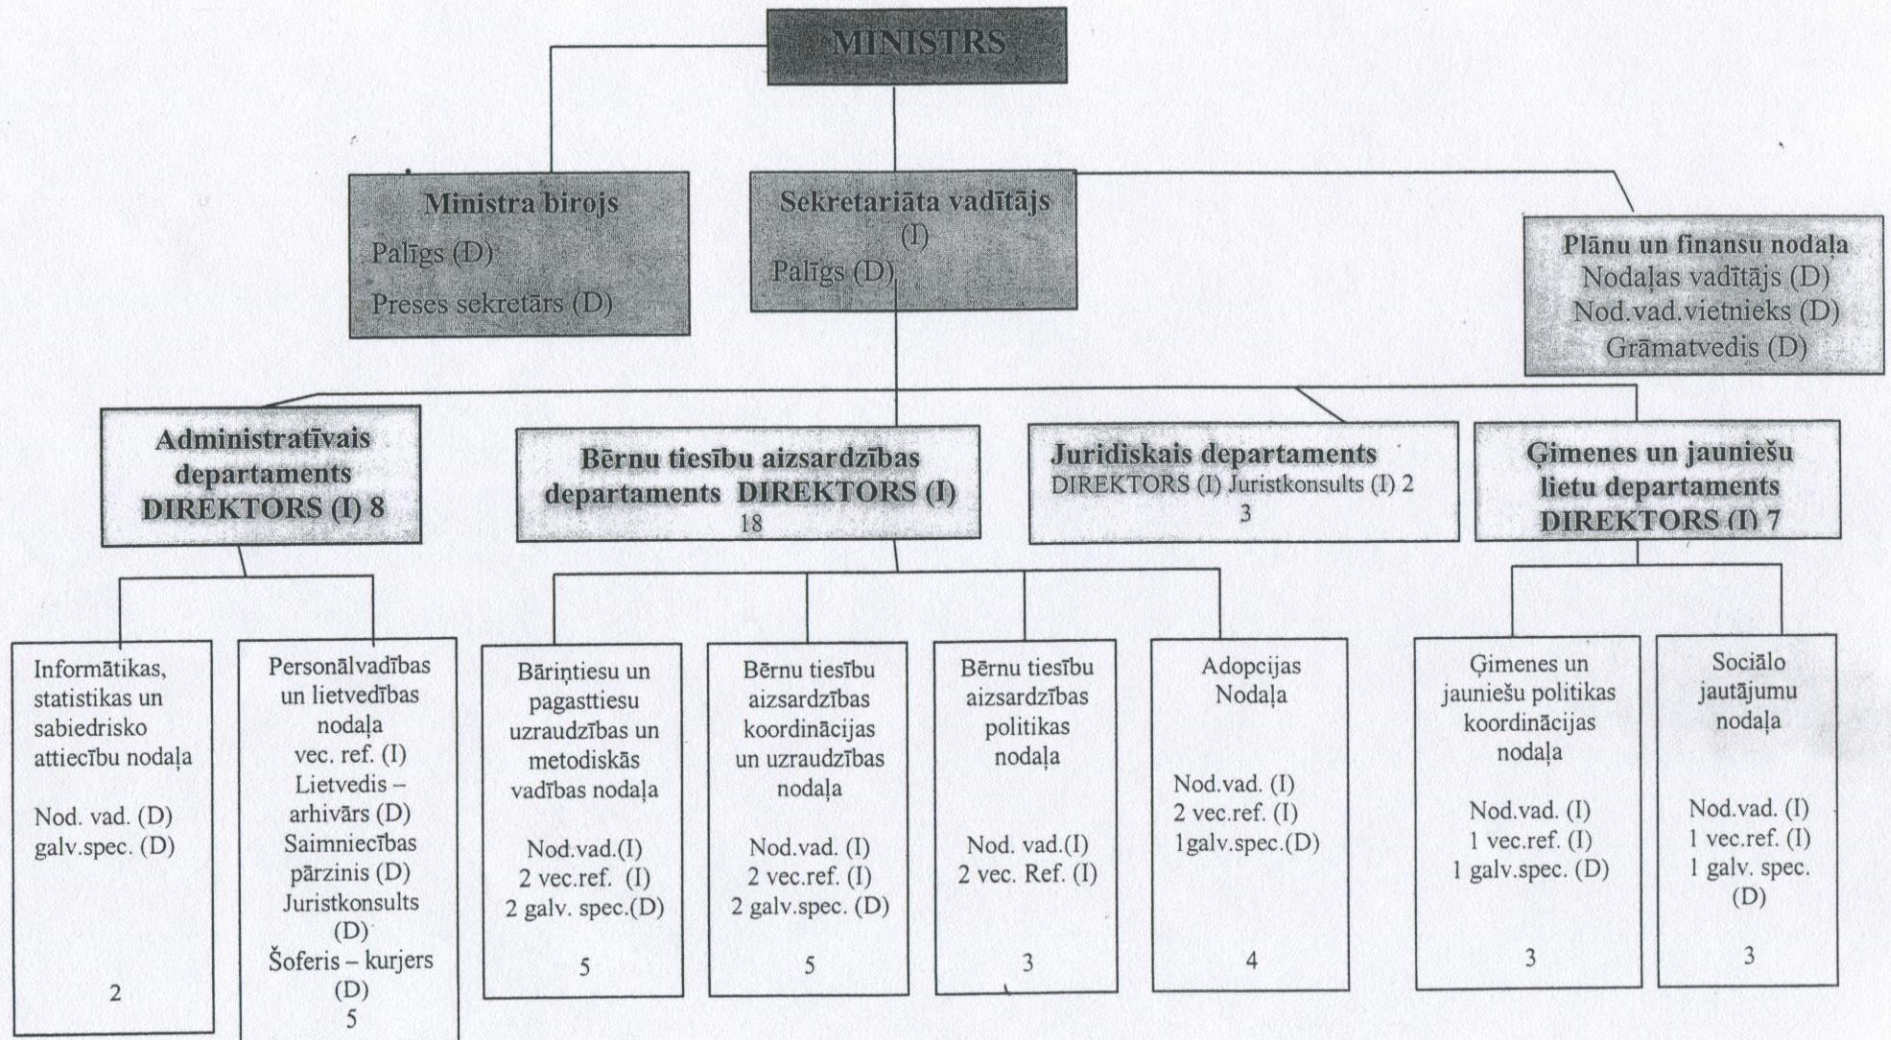 MINISTRS
Ministra birojs
Palīgs (D)
Preses sekretārs (D)
Sekretariāta vadītājs
(I)
Palīgs (D)
Plānu un finansu nodaļa
Nodaļas vadītājs (D)
Nod.vad.vietnieks (D)
Grāmatvedis (D)
Administratīvais
departaments
DIREKTORS (I) 8
Bērnu tiesību aizsardzības
departaments DIREKTORS (I)
18
Juridiskais departaments
DIREKTORS (I) Juristkonsults (I) 2
3
Ģimenes un jauniešu
lietu departaments
DIREKTORS (I) 7
Informātikas,
statistikas un
sabiedrisko
attiecību nodaļa
Nod. vad. (D)
galv.spec. (D)
2
Personālvadības
un lietvedības
nodaļa
vec. ref. (I)
Lietvedis –
arhivārs (D)
Saimniecības
pārzinis (D)
Juristkonsults
(D)
Šoferis – kurjers
(D)
5
Bāriņtiesu un
pagasttiesu
uzraudzības un
metodiskās
vadības nodaļa
Nod.vad.(I)
2 vec.ref. (I)
2 galv. spec.(D)
5
Bērnu tiesību
aizsardzības
koordinācijas
un uzraudzības
nodaļa
Nod.vad. (I)
2 vec.ref. (I)
2 galv.spec. (D)
5
Bērnu tiesību
aizsardzības
politikas
nodaļa
Nod. vad.(I)
2 vec. Ref. (I)
3
Adopcijas
Nodaļa
Nod.vad. (I)
2 vec.ref. (I)
1galv.spec.(D)
4
Ģimenes un
jauniešu politikas
koordinācijas
nodaļa
Nod.vad. (I)
1 vec.ref. (I)
1 galv.spec. (D)
3
Sociālo
jautājumu
nodaļa
Nod.vad. (I)
1 vec.ref. (I)
1 galv. spec.
(D)
3